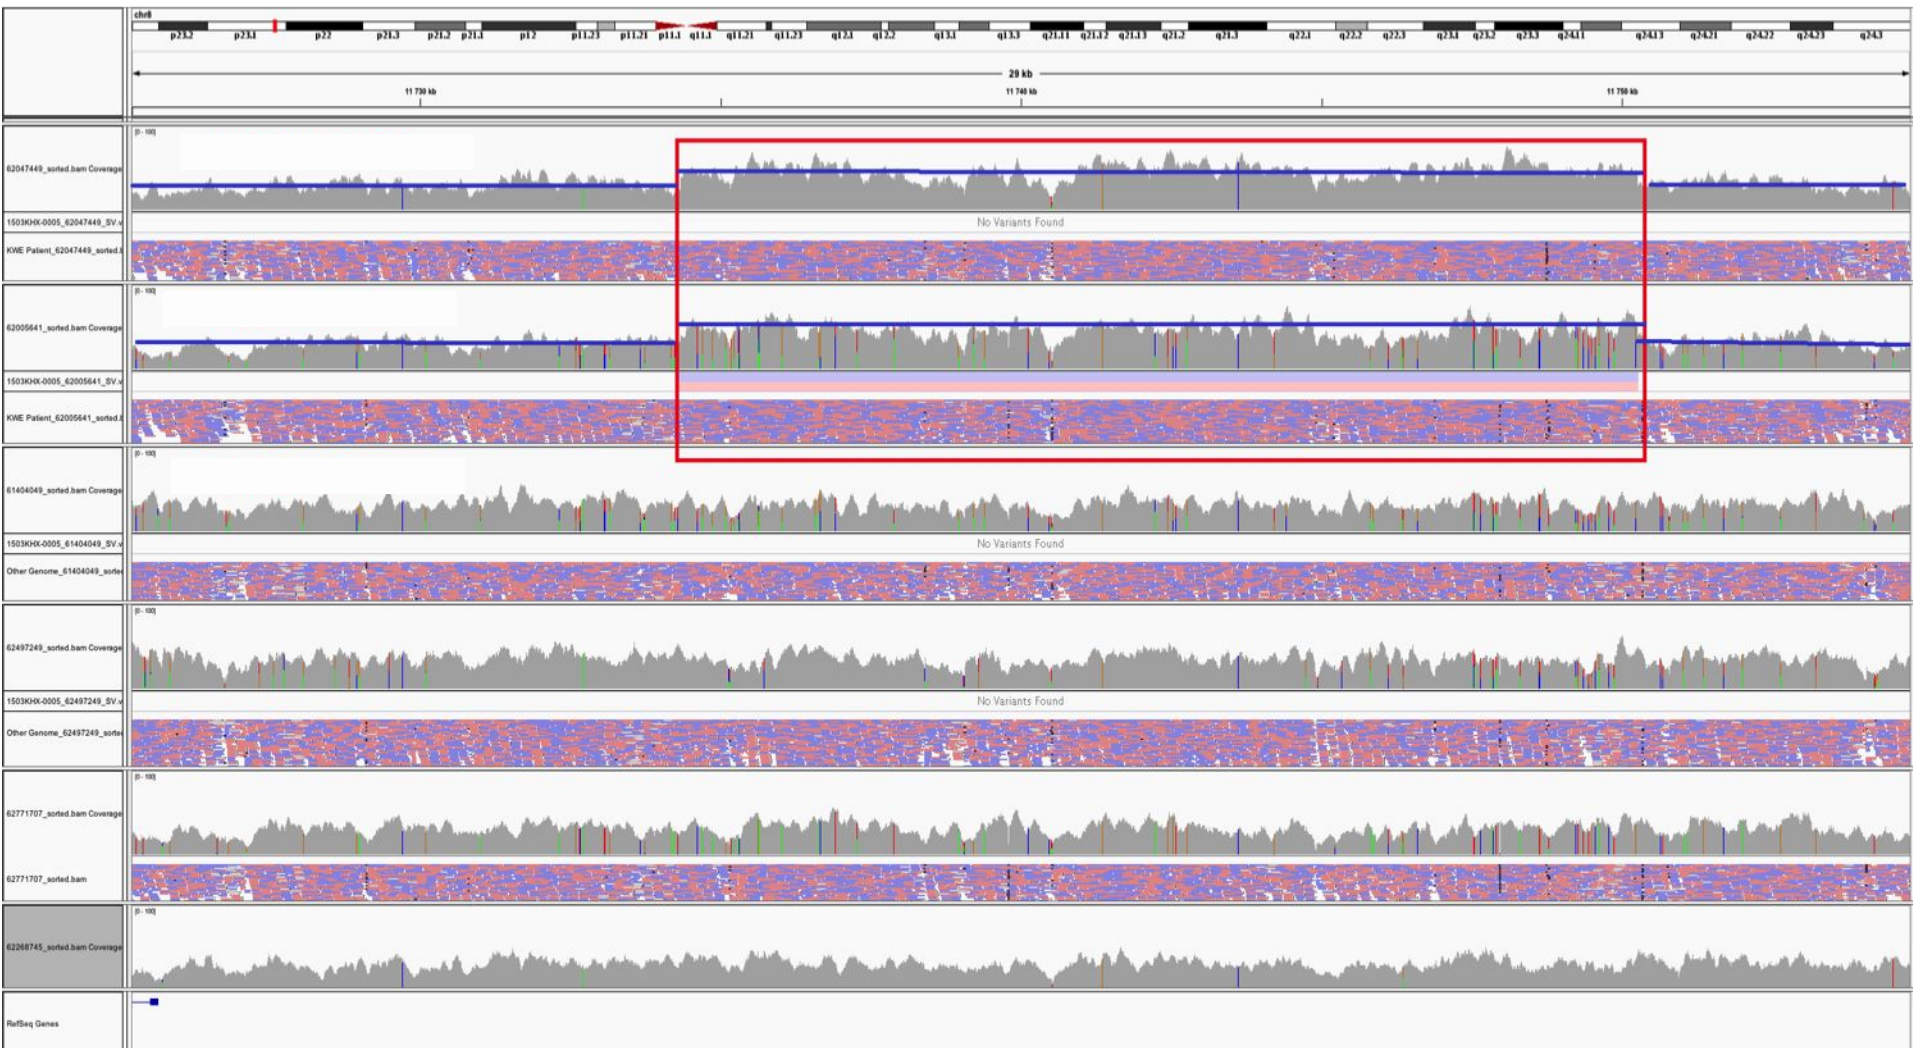 chr8
p23.2 p23.1 p22 p21.3 p21.2 p21.1 p12 p11.23 p11.21 p11.1 q11.1 q11.21 q11.23 q12.1 q12.2 q13.1 q13.3 q21.11 q21.12 q21.13 q21.2 q21.3 q22.1 q22.2 q22.3 q23.1 q23.2 q23.3 q24.11 q24.13 q24.21 q24.22 q24.23 q24.3
29 kb
11 730 kb 11 740 kb 11 750 kb
[0 - 100]
62047449_sorted.bam Coverage
1503KHX-0005_62047449_SV.v
No Variants Found
KWE Patient_62047449_sorted.b
[0 - 100]
62005641_sorted.bam Coverage
1503KHX-0005_62005641_SV.v
KWE Patient_62005641_sorted.b
[0 - 100]
61404049_sorted.bam Coverage
1503KHX-0005_61404049_SV.v
No Variants Found
Other Genome_61404049_sorte
[0 - 100]
62497249_sorted.bam Coverage
1503KHX-0005_62497249_SV.v
No Variants Found
Other Genome_62497249_sorte
[0 - 100]
62771707_sorted.bam Coverage
62771707_sorted.bam
[0 - 100]
62268745_sorted.bam Coverage
RefSeq Genes